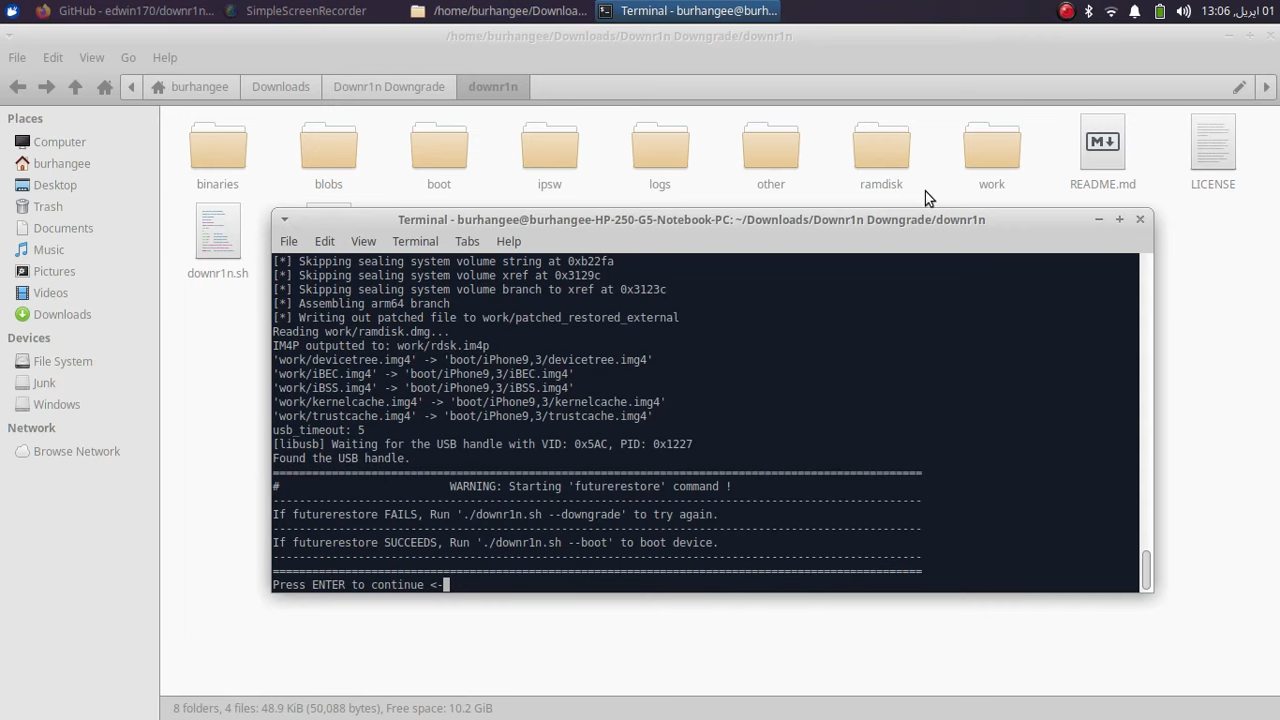 GitHub - edwin170/downr1n...
SimpleScreenRecorder
/home/burhangee/Downloa...
Terminal - burhangee@burh...
01 اپریل, 13:06
/home/burhangee/Downloads/Downr1n Downgrade/downr1n
File Edit View Go Help
burhangee Downloads Downr1n Downgrade downr1n
Places
Computer
burhangee
Desktop
Trash
Documents
Music
Pictures
Videos
Downloads
Devices
File System
Junk
Windows
Network
Browse Network
binaries blobs boot ipsw logs other ramdisk work README.md LICENSE
downr1n.sh
Terminal - burhangee@burhangee-HP-250-G5-Notebook-PC: ~/Downloads/Downr1n Downgrade/downr1n
File Edit View Terminal Tabs Help
[*] Skipping sealing system volume string at 0xb22fa
[*] Skipping sealing system volume xref at 0x3129c
[*] Skipping sealing system volume branch to xref at 0x3123c
[*] Assembling arm64 branch
[*] Writing out patched file to work/patched_restored_external
Reading work/ramdisk.dmg...
IM4P outputted to: work/rdsk.im4p
'work/devicetree.img4' -> 'boot/iPhone9,3/devicetree.img4'
'work/iBEC.img4' -> 'boot/iPhone9,3/iBEC.img4'
'work/iBSS.img4' -> 'boot/iPhone9,3/iBSS.img4'
'work/kernelcache.img4' -> 'boot/iPhone9,3/kernelcache.img4'
'work/trustcache.img4' -> 'boot/iPhone9,3/trustcache.img4'
usb_timeout: 5
[libusb] Waiting for the USB handle with VID: 0x5AC, PID: 0x1227
Found the USB handle.
# WARNING: Starting 'futurerestore' command !
If futurerestore FAILS, Run './downr1n.sh --downgrade' to try again.
If futurerestore SUCCEEDS, Run './downr1n.sh --boot' to boot device.
Press ENTER to continue <-
8 folders, 4 files: 48.9 KiB (50,088 bytes), Free space: 10.2 GiB